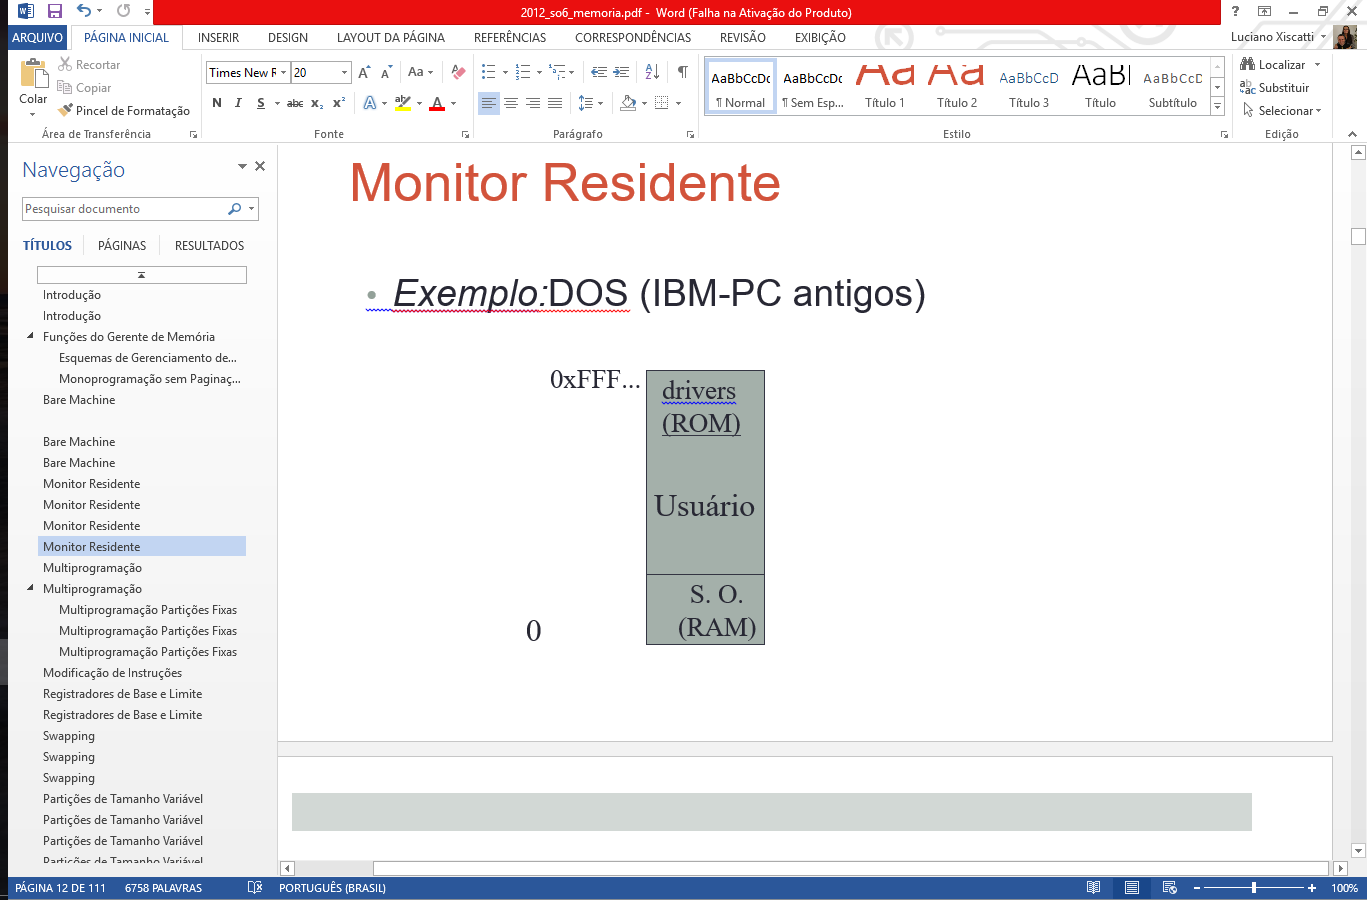 2012_so6_memoria.pdf - Word (Falha na Ativação do Produto)
ARQUIVO PÁGINA INICIAL INSERIR DESIGN LAYOUT DA PÁGINA REFERÊNCIAS CORRESPONDÊNCIAS REVISÃO EXIBIÇÃO Luciano Xiscatti
Colar
Recortar
Copiar
Pincel de Formatação
Área de Transferência
Times New F 20
N I S abc x₂ x²
Fonte
Parágrafo
AaBbCcDc AaBbCcDc AaBbCcD AaBl AaBbCcD
¶ Normal ¶ Sem Esp... Título 1 Título 2 Título 3 Título Subtítulo
Estilo
Localizar
Substituir
Selecionar
Edição
Navegação
Pesquisar documento
TÍTULOS PÁGINAS RESULTADOS
Introdução
Introdução
Funções do Gerente de Memória
Esquemas de Gerenciamento de...
Monoprogramação sem Paginaç...
Bare Machine
Bare Machine
Bare Machine
Monitor Residente
Monitor Residente
Monitor Residente
Monitor Residente
Multiprogramação
Multiprogramação
Multiprogramação Partições Fixas
Multiprogramação Partições Fixas
Multiprogramação Partições Fixas
Modificação de Instruções
Registradores de Base e Limite
Registradores de Base e Limite
Swapping
Swapping
Swapping
Partições de Tamanho Variável
Partições de Tamanho Variável
Partições de Tamanho Variável
Partições de Tamanho Variável
Monitor Residente
• Exemplo:DOS (IBM-PC antigos)
0xFFF...
drivers
(ROM)
Usuário
S. O.
(RAM)
0
PÁGINA 12 DE 111 6758 PALAVRAS PORTUGUÊS (BRASIL) 100%